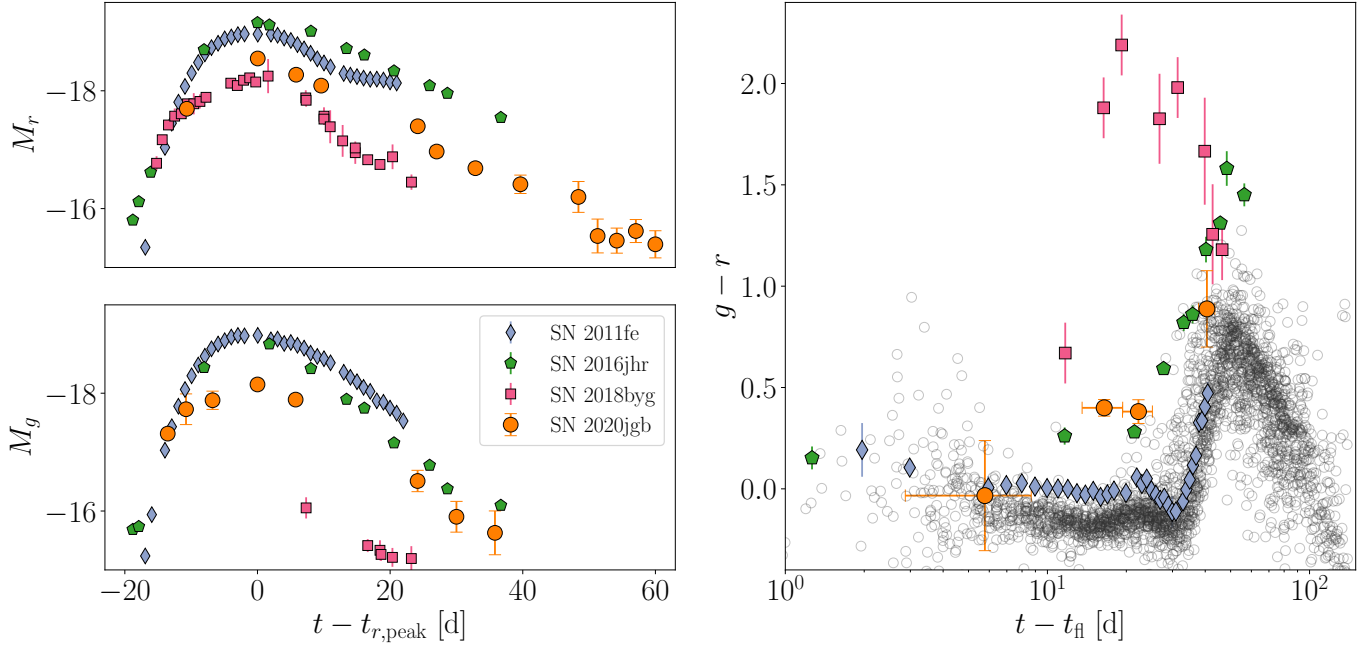 M_r
−18
−16
M_g
−18
−16
SN 2011fe
SN 2016jhr
SN 2018byg
SN 2020jgb
−20 0 20 40 60
t − t_{r,peak} [d]
g − r
2.0
1.5
1.0
0.5
0.0
10^0 10^1 10^2
t − t_fl [d]